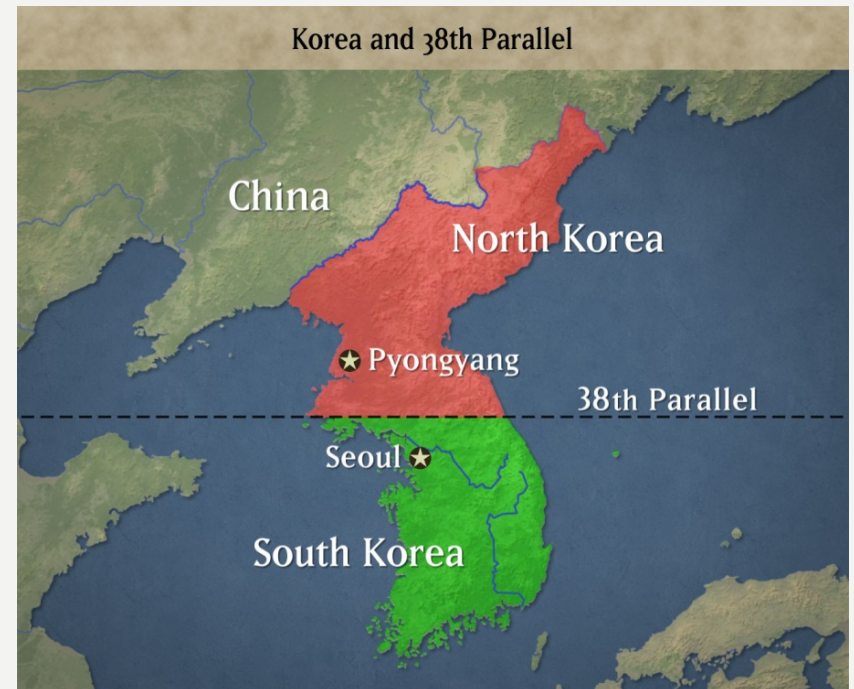 Korea and 38th Parallel
China
North Korea
Pyongyang
38th Parallel
Seoul
South Korea